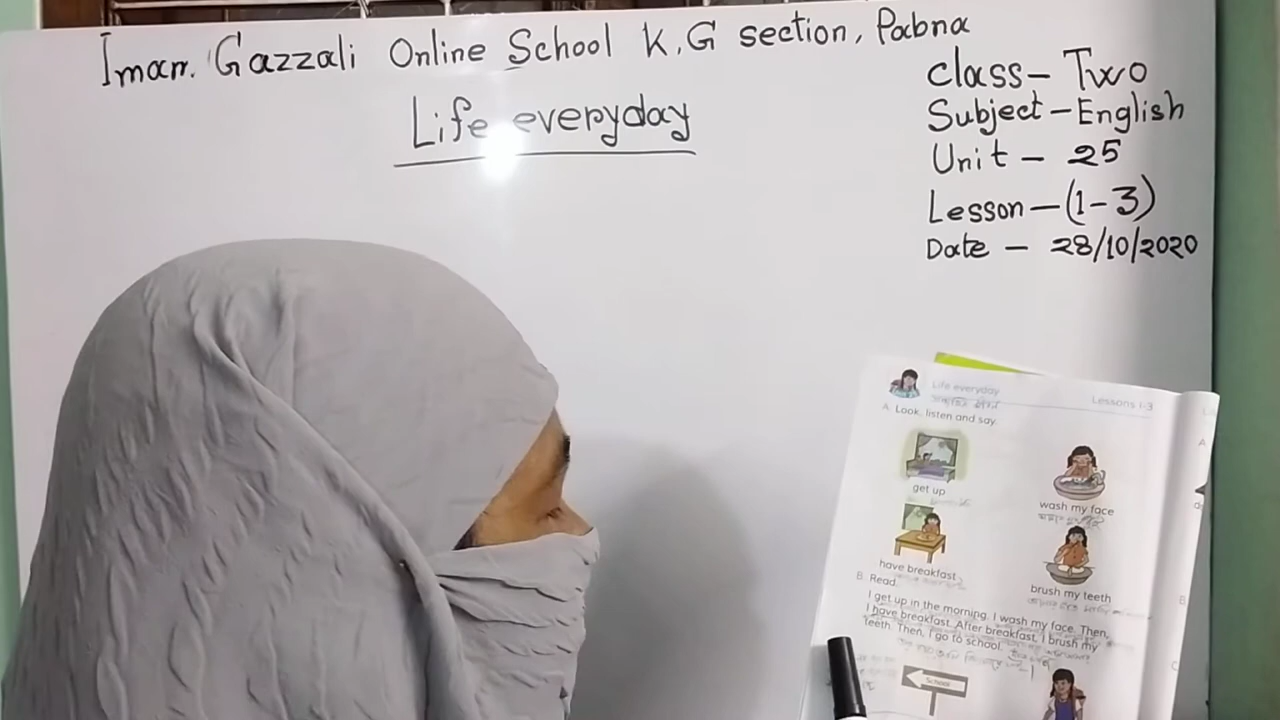 Imam Gazzali Online School K.G section, Pabna
Life everyday
Class- Two
Subject-English
Unit - 25
Lesson-(1-3)
Date - 28/10/2020
Life everyday
Lessons 1-3
A. Look, listen and say.
get up
wash my face
have breakfast
brush my teeth
B. Read.
I get up in the morning. I wash my face. Then,
I have breakfast. After breakfast, I brush my
teeth. Then, I go to school.
School